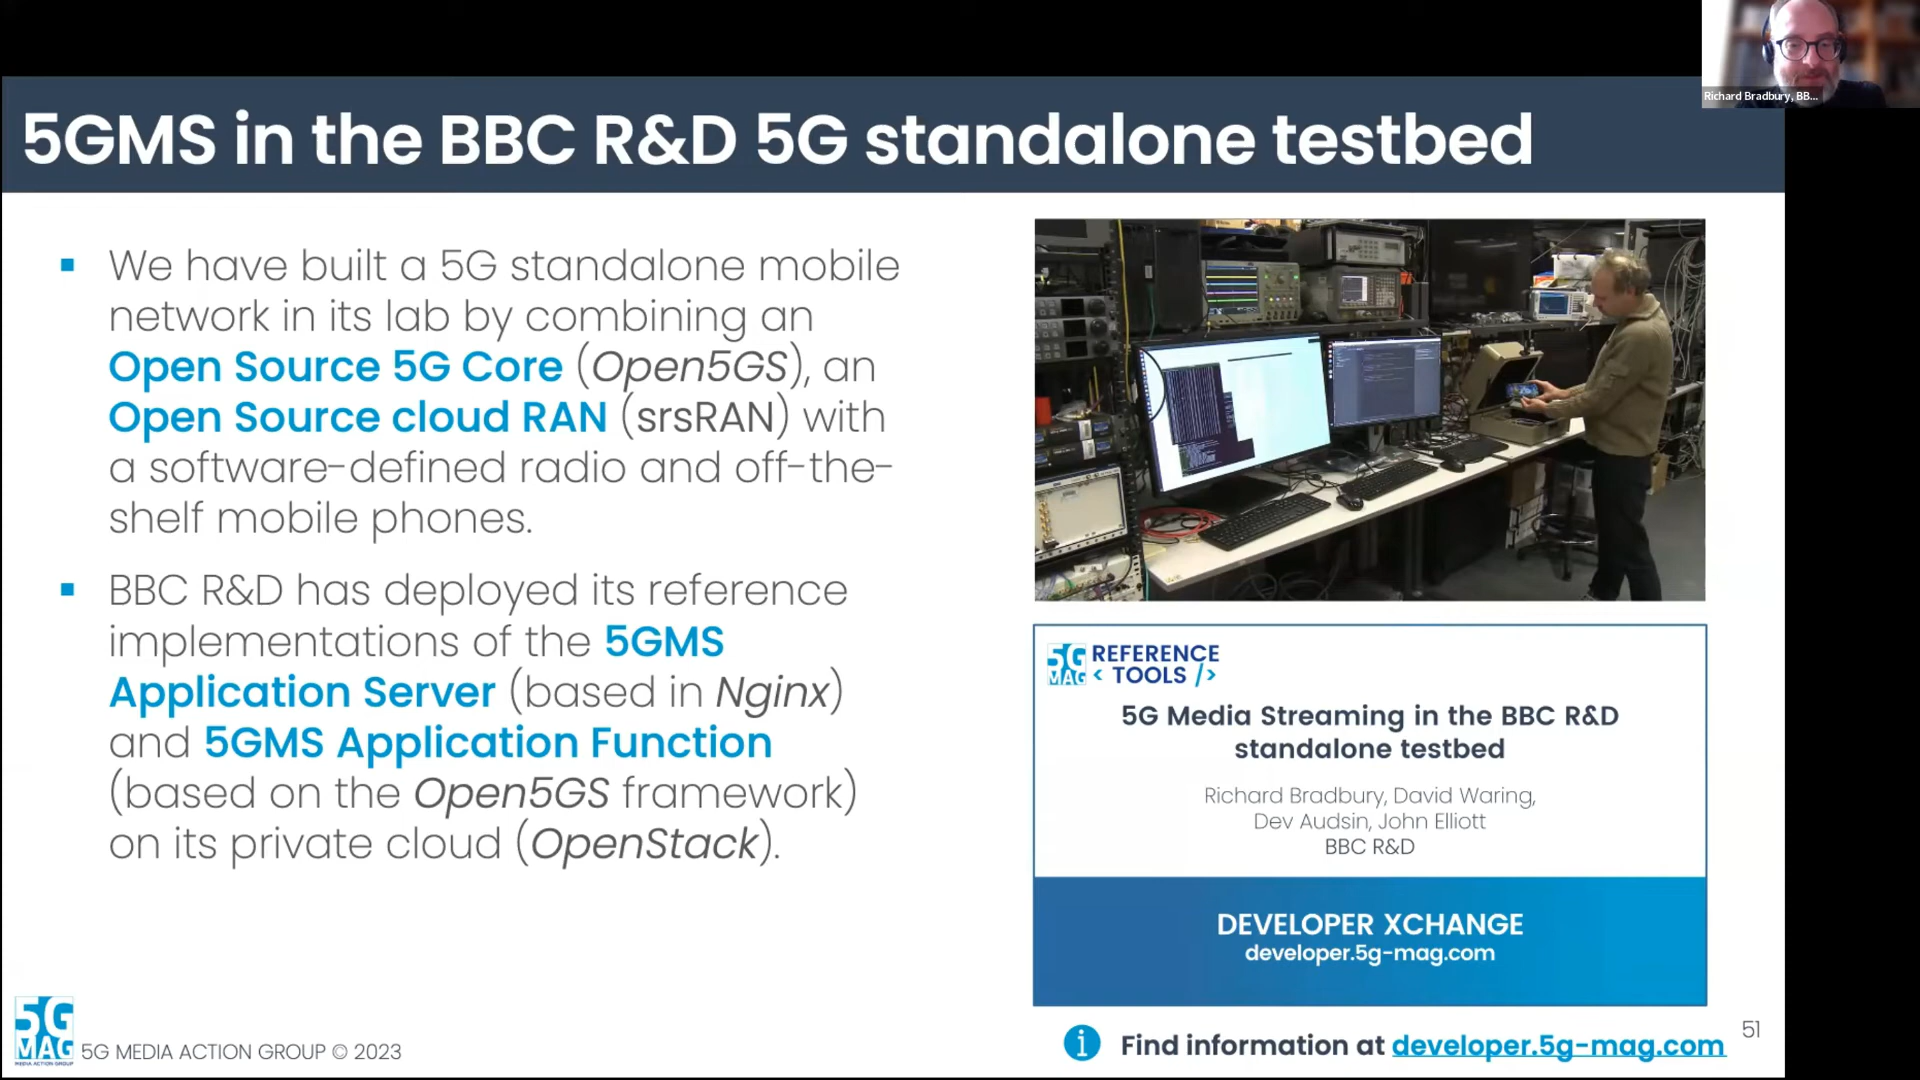 Richard Bradbury, BB...
5GMS in the BBC R&D 5G standalone testbed
We have built a 5G standalone mobile
network in its lab by combining an
Open Source 5G Core (Open5GS), an
Open Source cloud RAN (srsRAN) with
a software-defined radio and off-the-
shelf mobile phones.
BBC R&D has deployed its reference
implementations of the 5GMS
Application Server (based in Nginx)
and 5GMS Application Function
(based on the Open5GS framework)
on its private cloud (OpenStack).
5G MAG REFERENCE
< TOOLS />
5G Media Streaming in the BBC R&D
standalone testbed
Richard Bradbury, David Waring,
Dev Audsin, John Elliott
BBC R&D
DEVELOPER XCHANGE
developer.5g-mag.com
5G
MAG
MEDIA ACTION GROUP
5G MEDIA ACTION GROUP © 2023
i Find information at developer.5g-mag.com
51